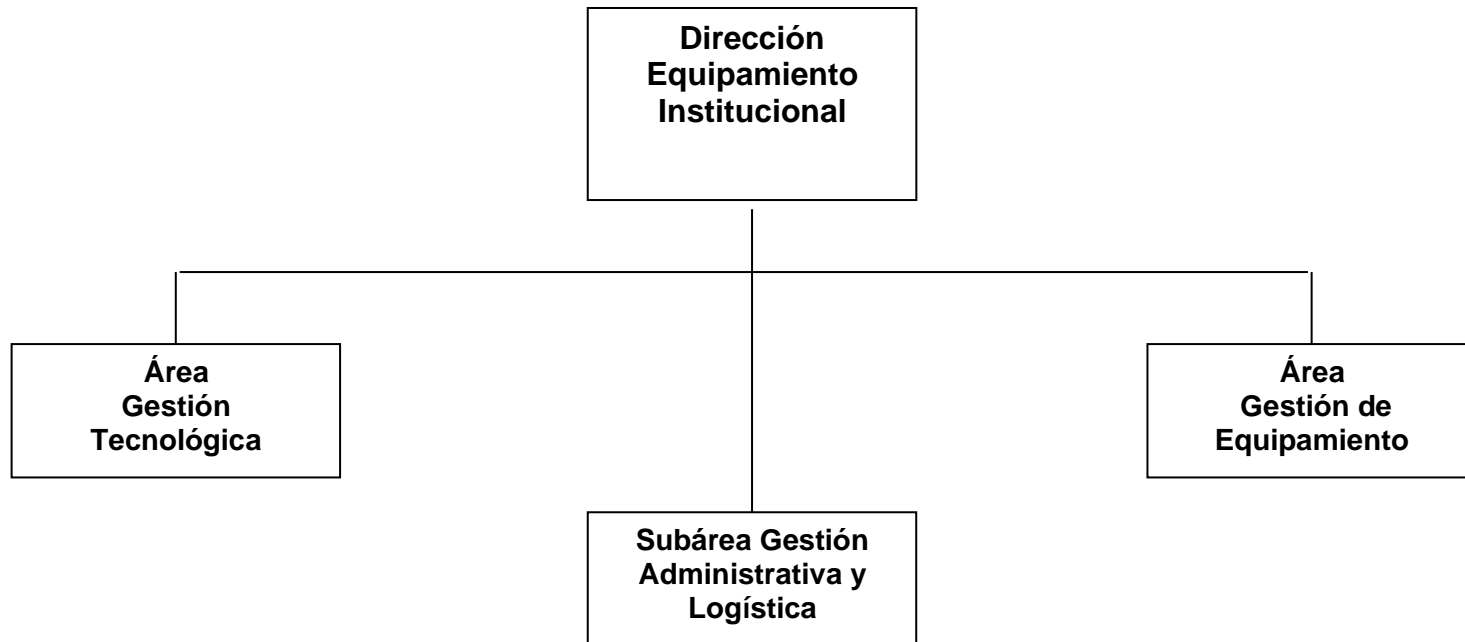 Dirección
Equipamiento
Institucional
Área
Gestión
Tecnológica
Área
Gestión de
Equipamiento
Subárea Gestión
Administrativa y
Logística